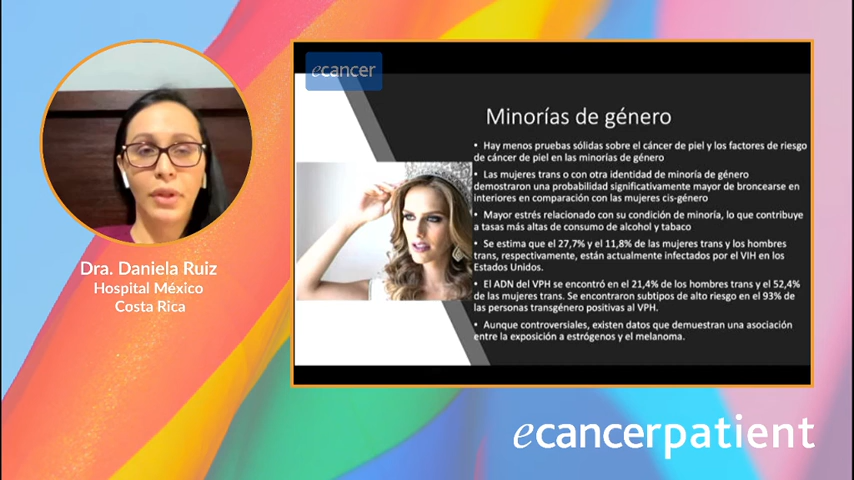 ecancer
Minorías de género
• Hay menos pruebas sólidas sobre el cáncer de piel y los factores de riesgo
de cáncer de piel en las minorías de género
• Las mujeres trans o con otra identidad de minoría de género
demostraron una probabilidad significativamente mayor de broncearse en
interiores en comparación con las mujeres cis-género
• Mayor estrés relacionado con su condición de minoría, lo que contribuye
a tasas más altas de consumo de alcohol y tabaco
• Se estima que el 27,7% y el 11,8% de las mujeres trans y los hombres
trans, respectivamente, están actualmente infectados por el VIH en los
Estados Unidos.
• El ADN del VPH se encontró en el 21,4% de los hombres trans y el 52,4%
de las mujeres trans. Se encontraron subtipos de alto riesgo en el 93% de
las personas transgénero positivas al VPH.
• Aunque controversiales, existen datos que demuestran una asociación
entre la exposición a estrógenos y el melanoma.
Dra. Daniela Ruiz
Hospital México
Costa Rica
ecancerpatient